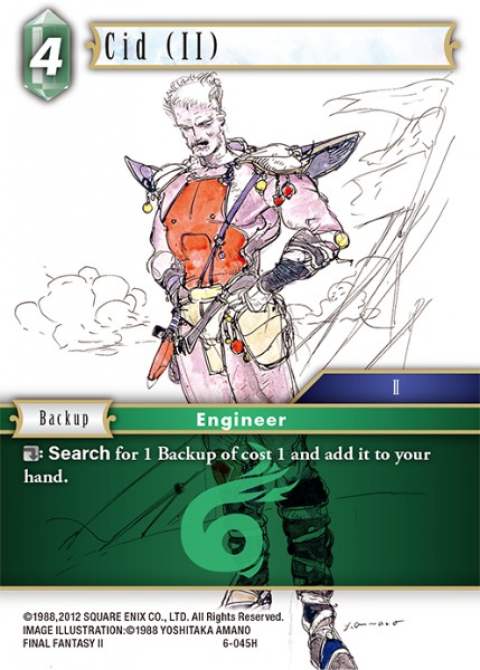 4
Cid (II)
II
Backup
Engineer
: Search for 1 Backup of cost 1 and add it to your
hand.
6
©1988,2012 SQUARE ENIX CO., LTD. All Rights Reserved.
IMAGE ILLUSTRATION:©1988 YOSHITAKA AMANO
FINAL FANTASY II
6-045H
Y. amano